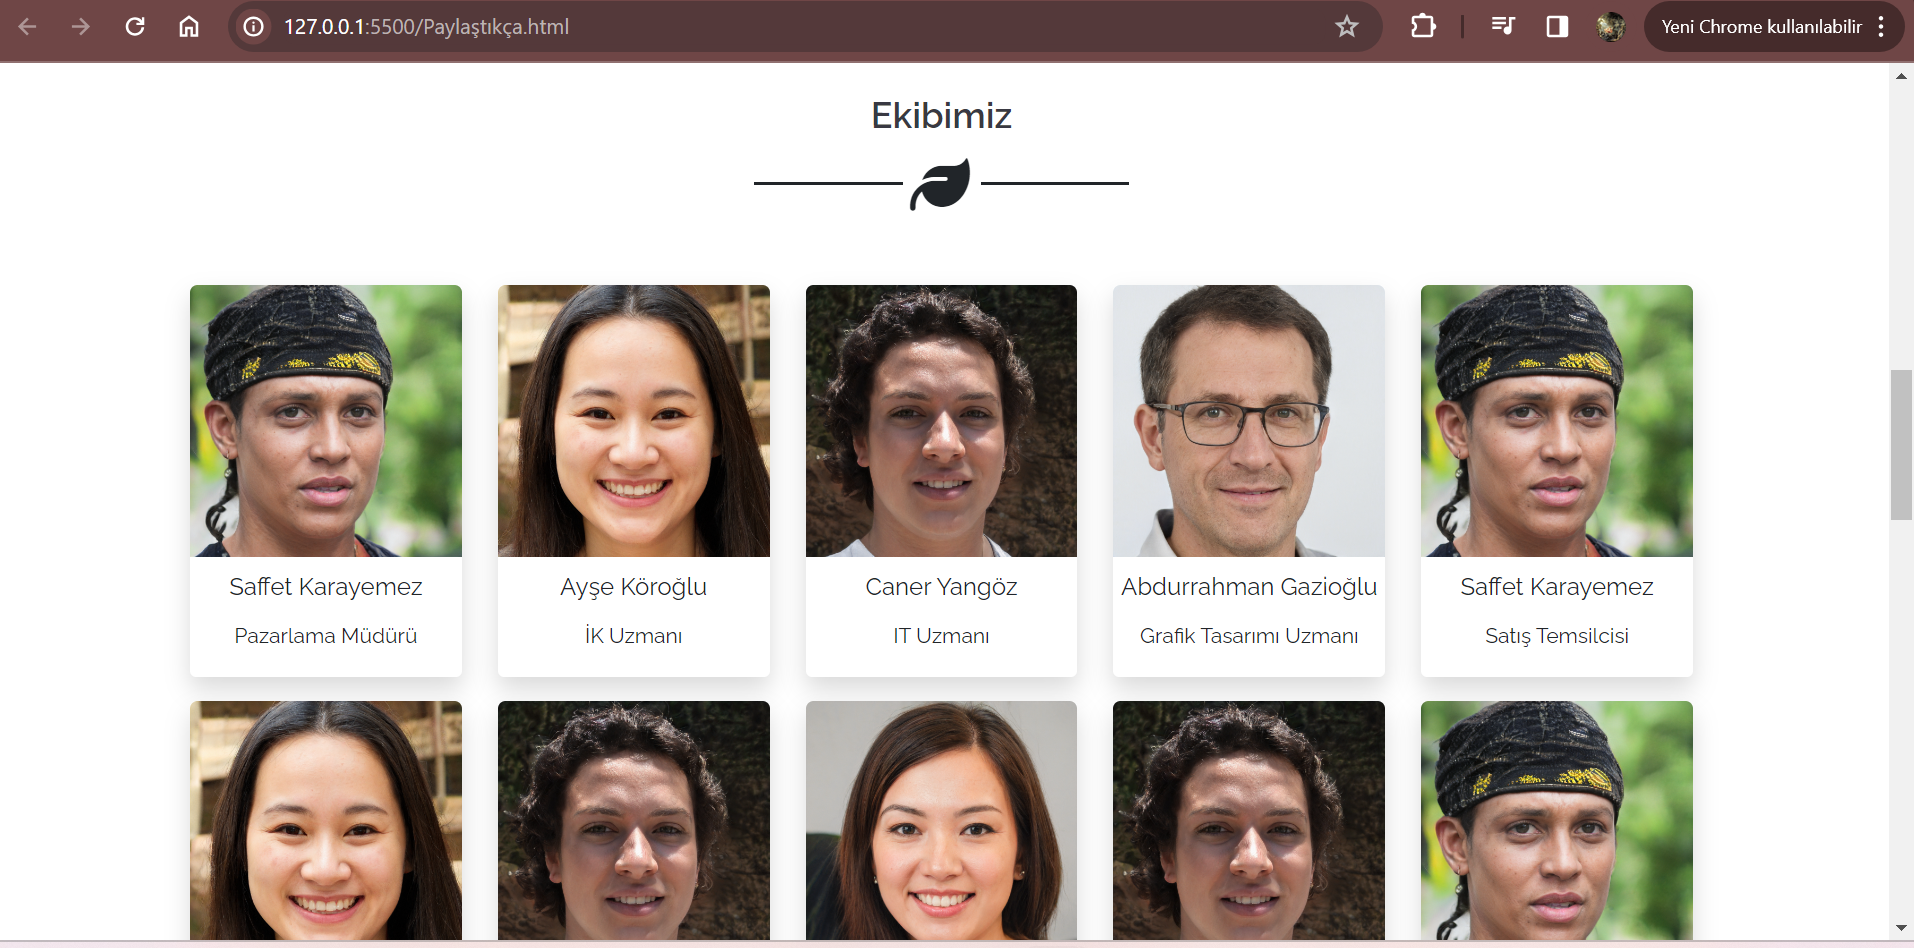 127.0.0.1:5500/Paylaştıkça.html
Yeni Chrome kullanılabilir
Ekibimiz
Saffet Karayemez
Pazarlama Müdürü
Ayşe Köroğlu
İK Uzmanı
Caner Yangöz
IT Uzmanı
Abdurrahman Gazioğlu
Grafik Tasarımı Uzmanı
Saffet Karayemez
Satış Temsilcisi